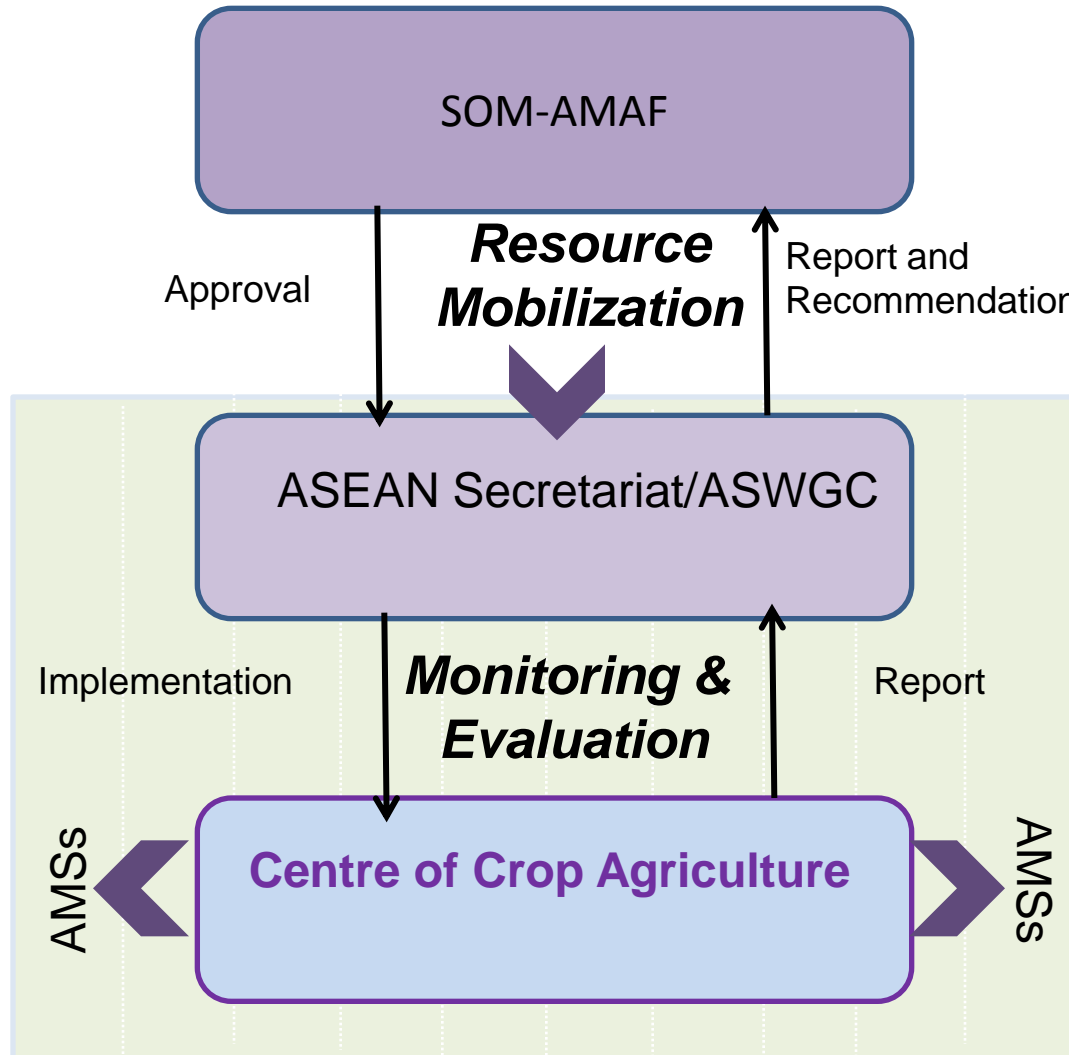 SOM-AMAF
Resource
Mobilization
Approval
Report and
Recommendation
ASEAN Secretariat/ASWGC
Implementation
Monitoring &
Evaluation
Report
Centre of Crop Agriculture
AMSs
AMSs